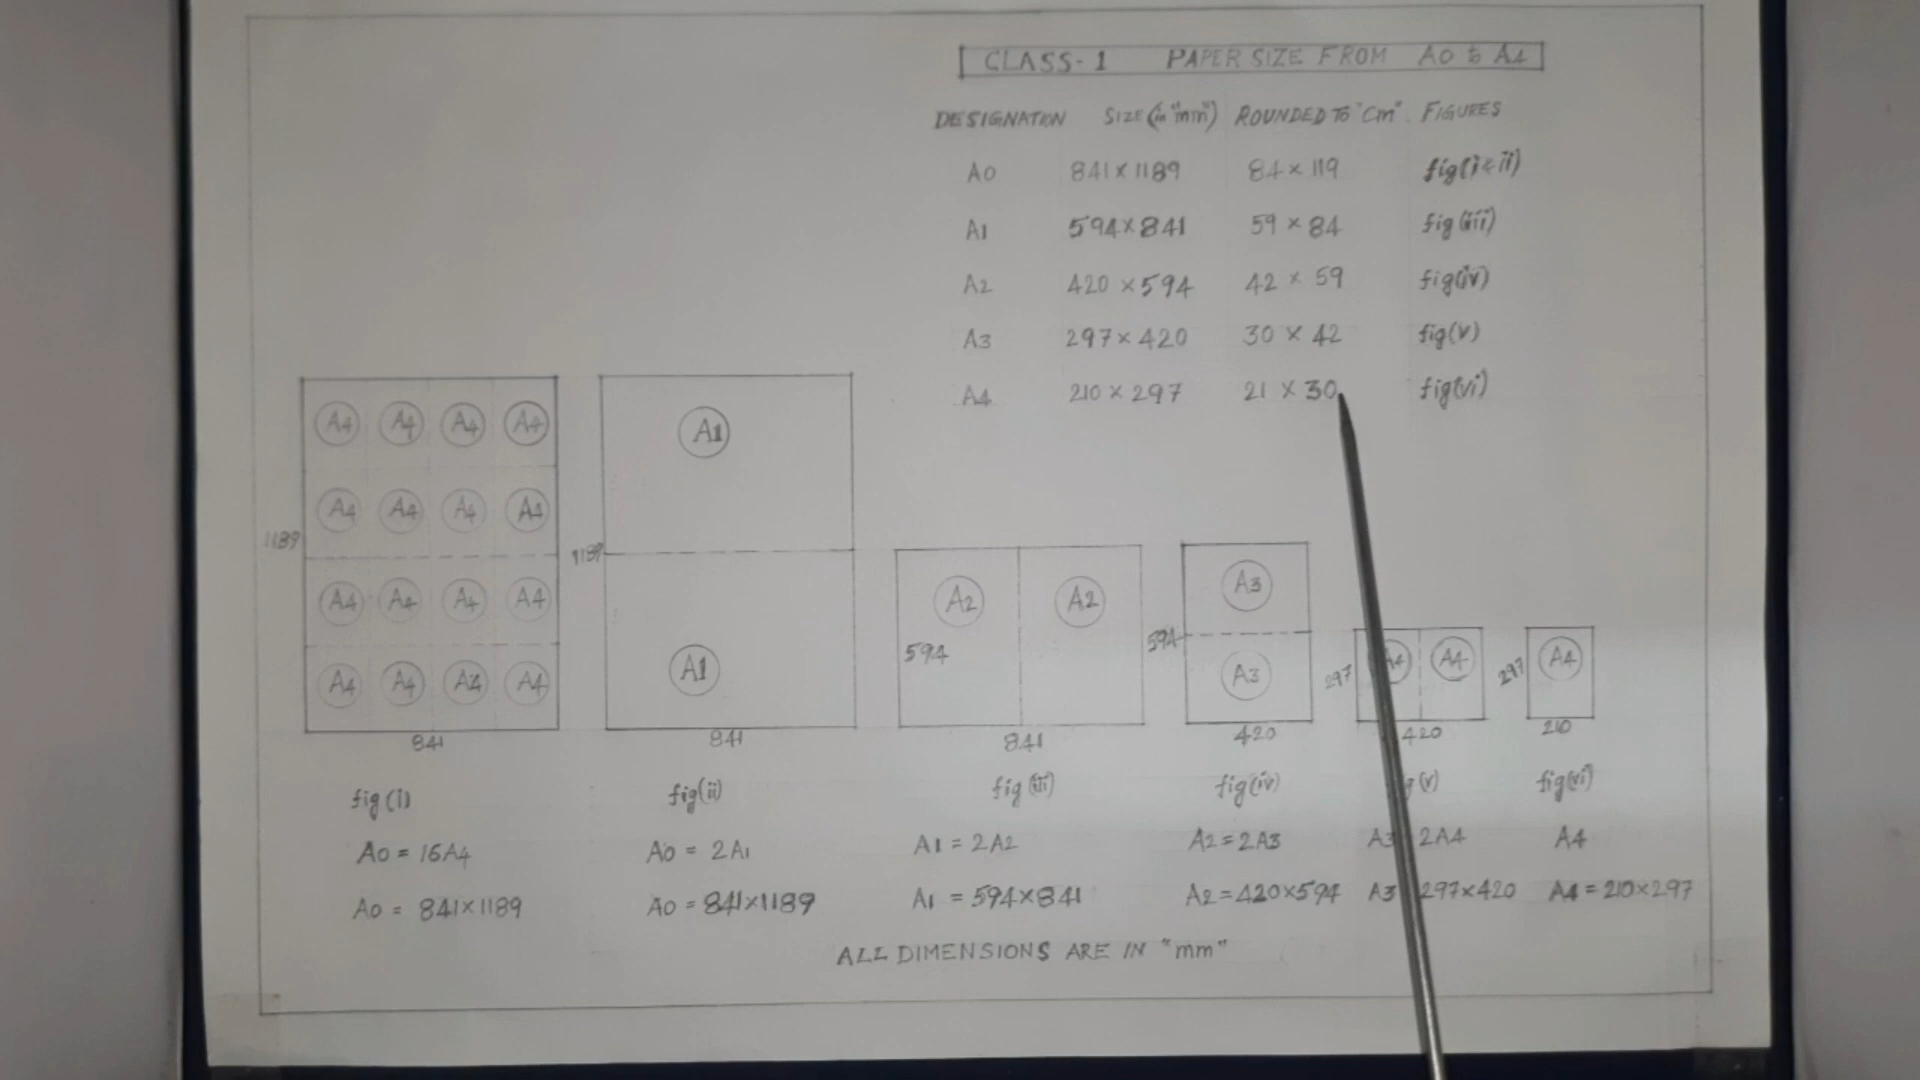 CLASS-1 PAPER SIZE FROM A0 to A4
DESIGNATION SIZE (in "mm") ROUNDED TO "Cm". FIGURES
A0 841 x 1189 84 x 119 fig(i & ii)
A1 594 x 841 59 x 84 fig(iii)
A2 420 x 594 42 x 59 fig(iv)
A3 297 x 420 30 x 42 fig(v)
A4 210 x 297 21 x 30 fig(vi)
A4 A4 A4 A4
A4 A4 A4 A4
A4 A4 A4 A4
A4 A4 A4 A4
1189
841
A1
A1
1189
841
A2 A2
594
841
A3
A3
594
420
A4 A4
297
420
A4
297
210
fig(i) fig(ii) fig(iii) fig(iv) (v) fig(vi)
A0 = 16A4 A0 = 2A1 A1 = 2A2 A2 = 2A3 A3 2A4 A4
A0 = 841x1189 A0 = 841x1189 A1 = 594x841 A2 = 420x594 A3 297x420 A4 = 210x297
ALL DIMENSIONS ARE IN "mm"